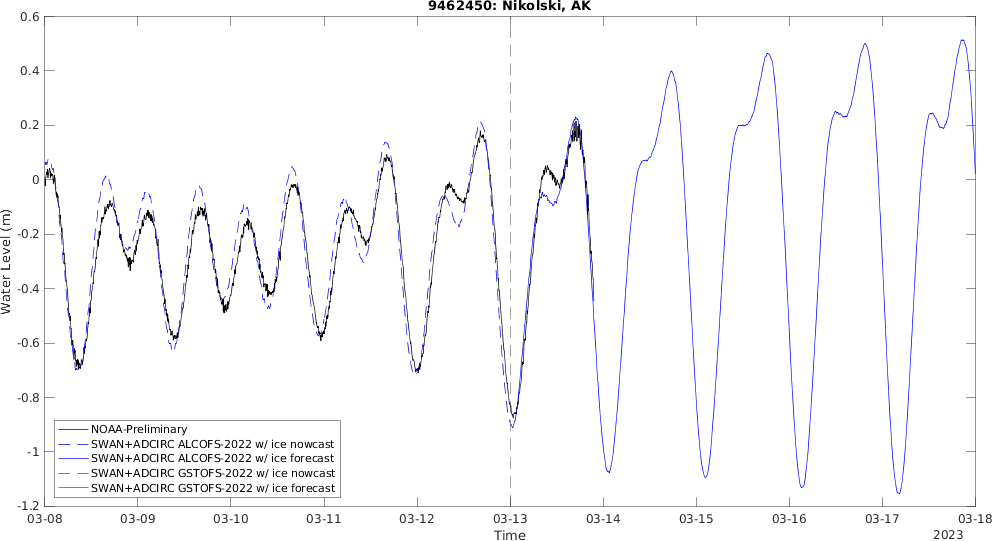 9462450: Nikolski, AK
Water Level (m)
0.6
0.4
0.2
0
-0.2
-0.4
-0.6
-0.8
-1
-1.2
NOAA-Preliminary
SWAN+ADCIRC ALCOFS-2022 w/ ice nowcast
SWAN+ADCIRC ALCOFS-2022 w/ ice forecast
SWAN+ADCIRC GSTOFS-2022 w/ ice nowcast
SWAN+ADCIRC GSTOFS-2022 w/ ice forecast
03-08 03-09 03-10 03-11 03-12 03-13 03-14 03-15 03-16 03-17 03-18
Time
2023